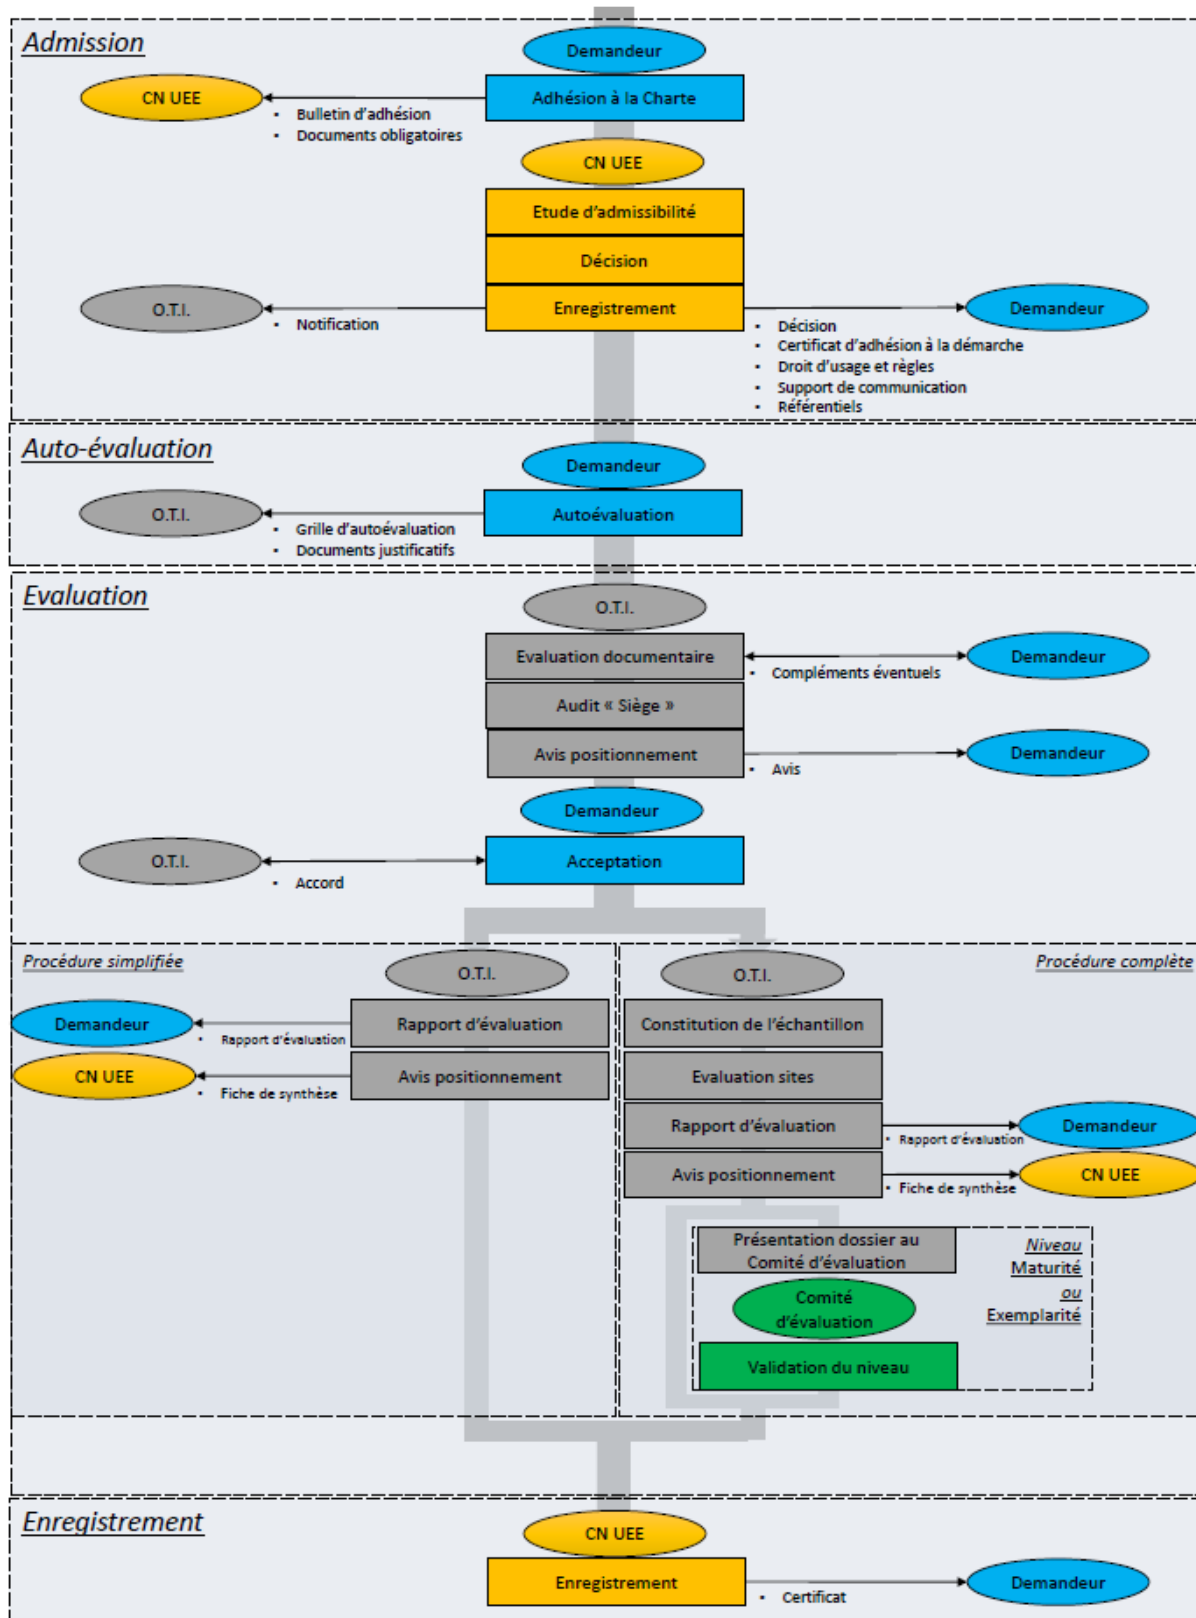 Admission
Demandeur
CN UEE
Adhésion à la Charte
▪ Bulletin d'adhésion
▪ Documents obligatoires
CN UEE
Etude d'admissibilité
Décision
O.T.I.
Enregistrement
Demandeur
▪ Notification
▪ Décision
▪ Certificat d'adhésion à la démarche
▪ Droit d'usage et règles
▪ Support de communication
▪ Référentiels
Auto-évaluation
Demandeur
O.T.I.
Autoévaluation
▪ Grille d'autoévaluation
▪ Documents justificatifs
Evaluation
O.T.I.
Evaluation documentaire
Demandeur
▪ Compléments éventuels
Audit « Siège »
Avis positionnement
Demandeur
▪ Avis
Demandeur
O.T.I.
Acceptation
▪ Accord
Procédure simplifiée
O.T.I.
Demandeur
Rapport d'évaluation
▪ Rapport d'évaluation
CN UEE
Avis positionnement
▪ Fiche de synthèse
Procédure complète
O.T.I.
Constitution de l'échantillon
Evaluation sites
Rapport d'évaluation
Demandeur
▪ Rapport d'évaluation
Avis positionnement
CN UEE
▪ Fiche de synthèse
Présentation dossier au
Comité d'évaluation
Niveau
Maturité
ou
Exemplarité
Comité
d'évaluation
Validation du niveau
Enregistrement
CN UEE
Enregistrement
Demandeur
▪ Certificat